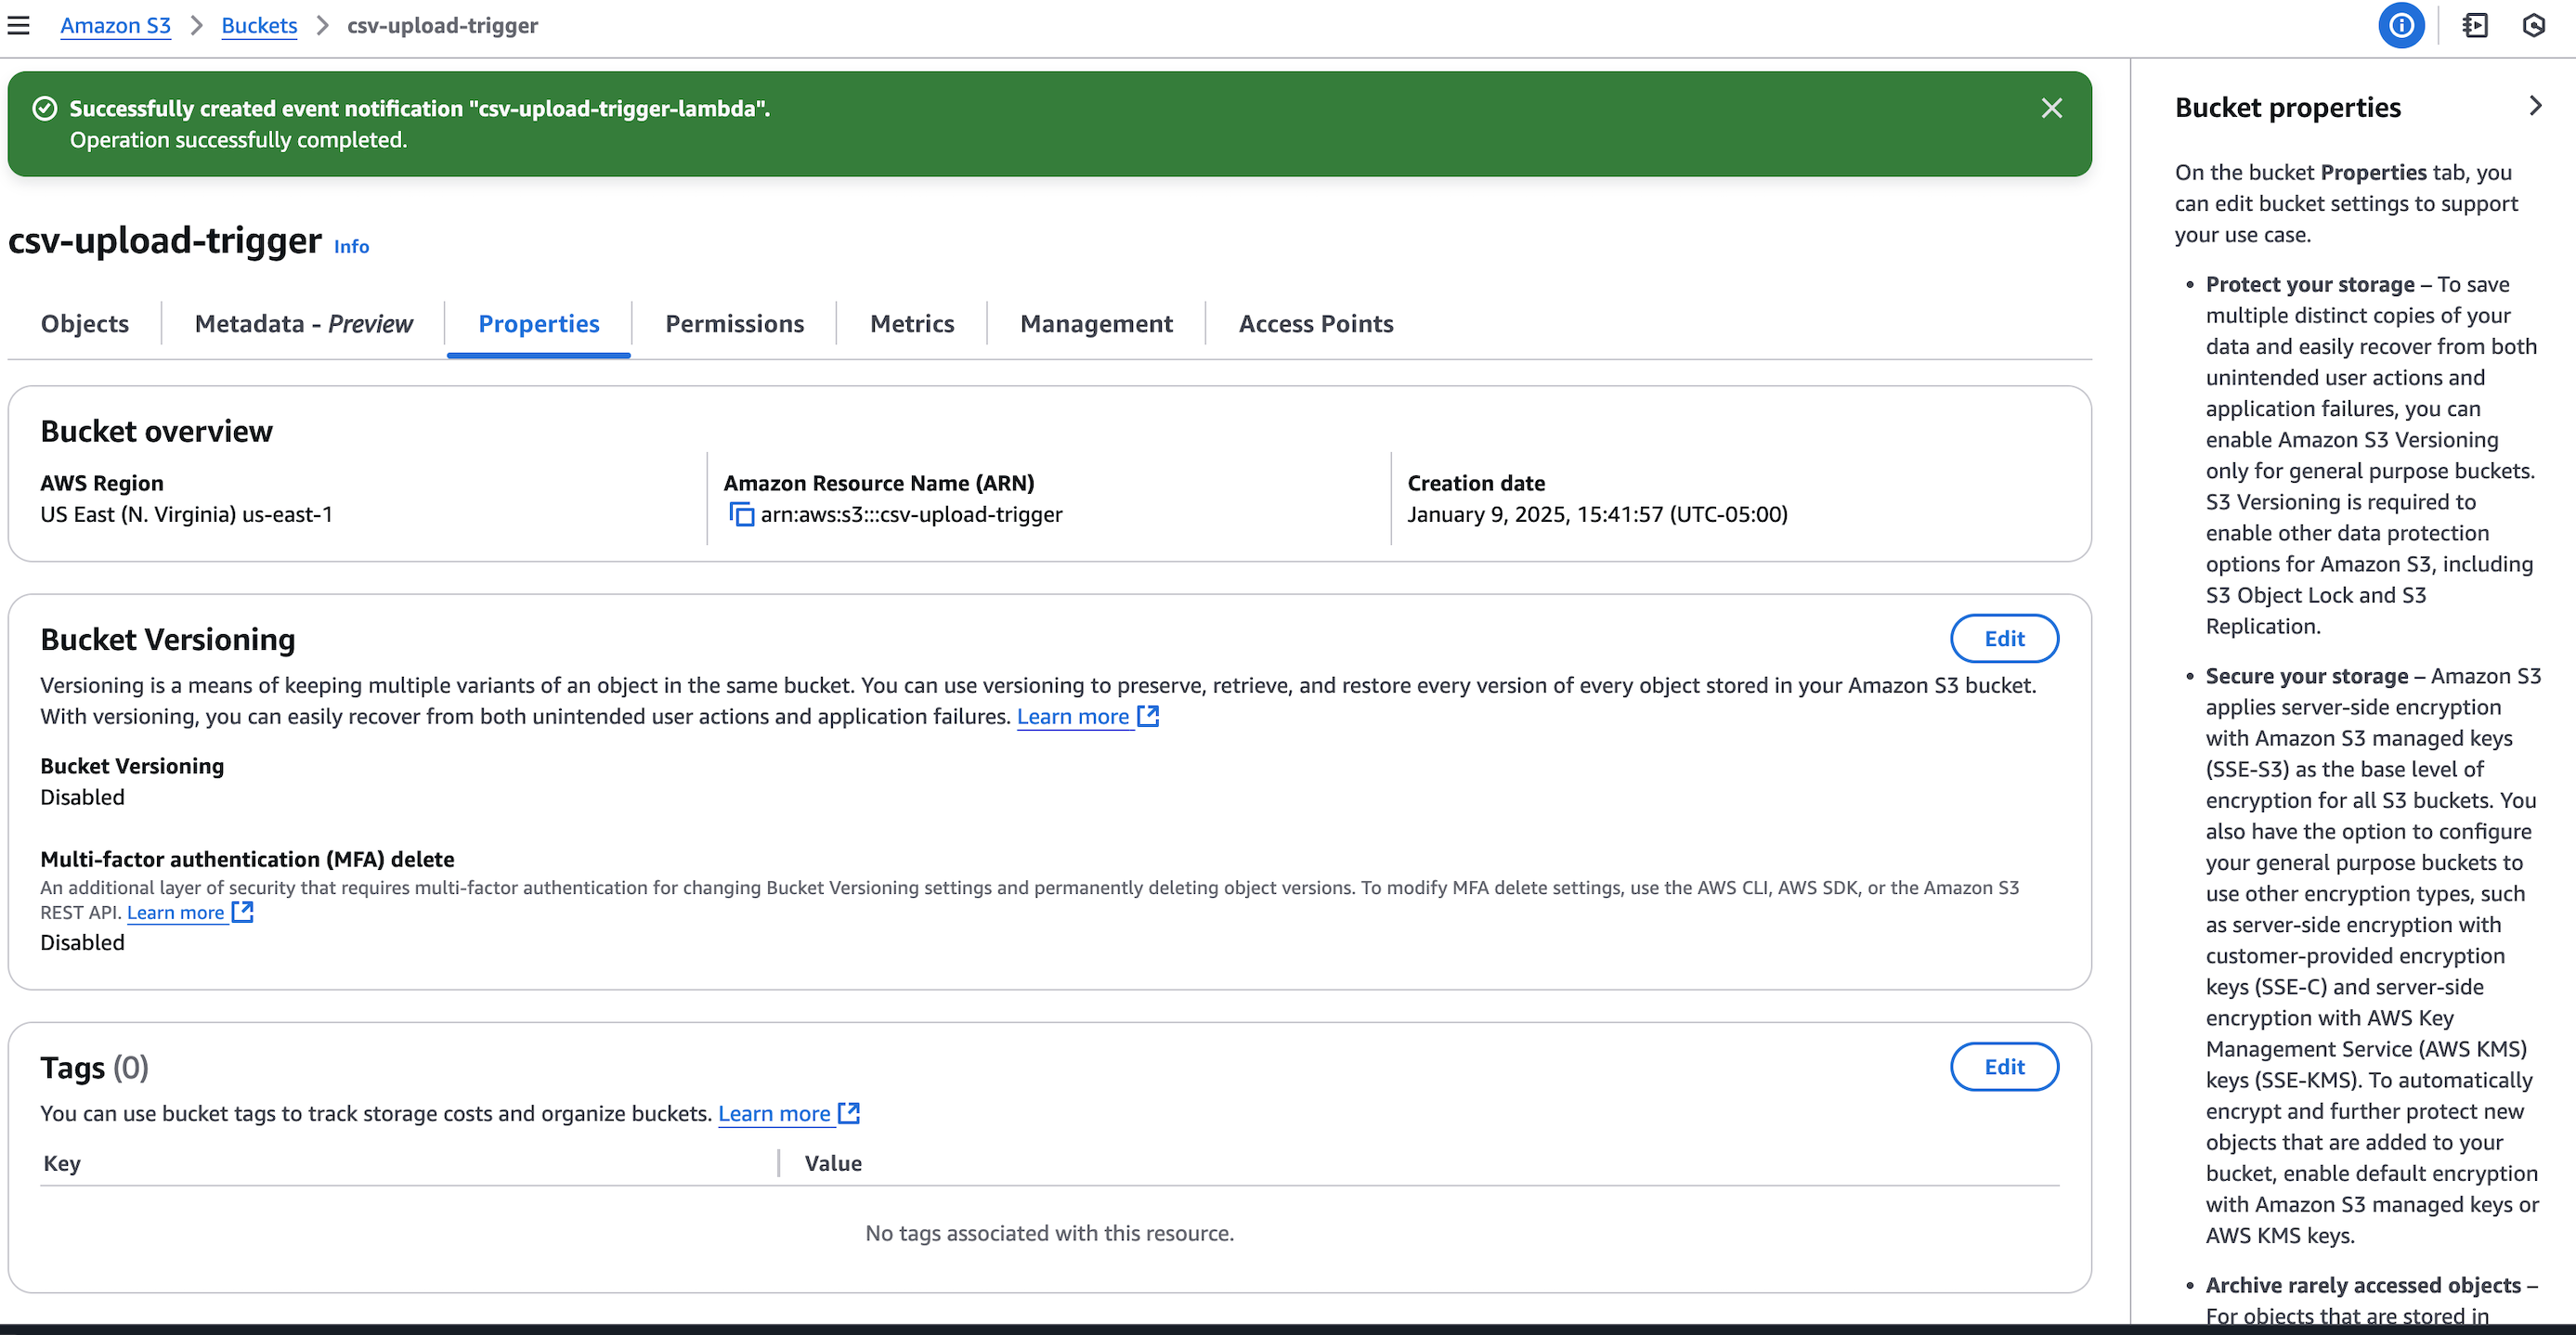 Amazon S3 > Buckets > csv-upload-trigger
Successfully created event notification "csv-upload-trigger-lambda".
Operation successfully completed.
csv-upload-trigger Info
Objects
Metadata - Preview
Properties
Permissions
Metrics
Management
Access Points
Bucket overview
AWS Region
US East (N. Virginia) us-east-1
Amazon Resource Name (ARN)
arn:aws:s3:::csv-upload-trigger
Creation date
January 9, 2025, 15:41:57 (UTC-05:00)
Bucket Versioning
Edit
Versioning is a means of keeping multiple variants of an object in the same bucket. You can use versioning to preserve, retrieve, and restore every version of every object stored in your Amazon S3 bucket.
With versioning, you can easily recover from both unintended user actions and application failures. Learn more
Bucket Versioning
Disabled
Multi-factor authentication (MFA) delete
An additional layer of security that requires multi-factor authentication for changing Bucket Versioning settings and permanently deleting object versions. To modify MFA delete settings, use the AWS CLI, AWS SDK, or the Amazon S3
REST API. Learn more
Disabled
Tags (0)
Edit
You can use bucket tags to track storage costs and organize buckets. Learn more
Key
Value
No tags associated with this resource.
Bucket properties
On the bucket Properties tab, you
can edit bucket settings to support
your use case.
• Protect your storage – To save
multiple distinct copies of your
data and easily recover from both
unintended user actions and
application failures, you can
enable Amazon S3 Versioning
only for general purpose buckets.
S3 Versioning is required to
enable other data protection
options for Amazon S3, including
S3 Object Lock and S3
Replication.
• Secure your storage – Amazon S3
applies server-side encryption
with Amazon S3 managed keys
(SSE-S3) as the base level of
encryption for all S3 buckets. You
also have the option to configure
your general purpose buckets to
use other encryption types, such
as server-side encryption with
customer-provided encryption
keys (SSE-C) and server-side
encryption with AWS Key
Management Service (AWS KMS)
keys (SSE-KMS). To automatically
encrypt and further protect new
objects that are added to your
bucket, enable default encryption
with Amazon S3 managed keys or
AWS KMS keys.
• Archive rarely accessed objects –
For objects that are stored in